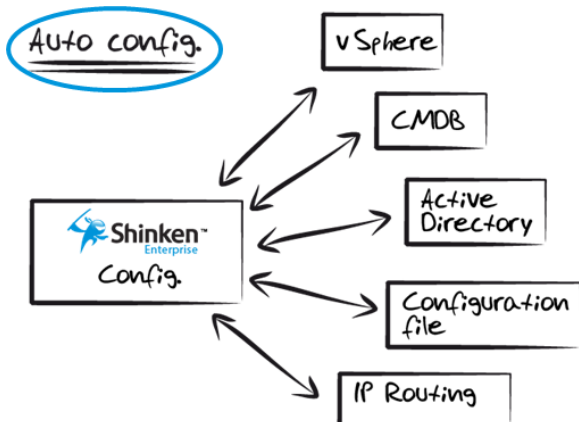 Auto config.
vSphere
CMDB
Active
Directory
Shinken™
Enterprise
Config.
Configuration
file
IP Routing